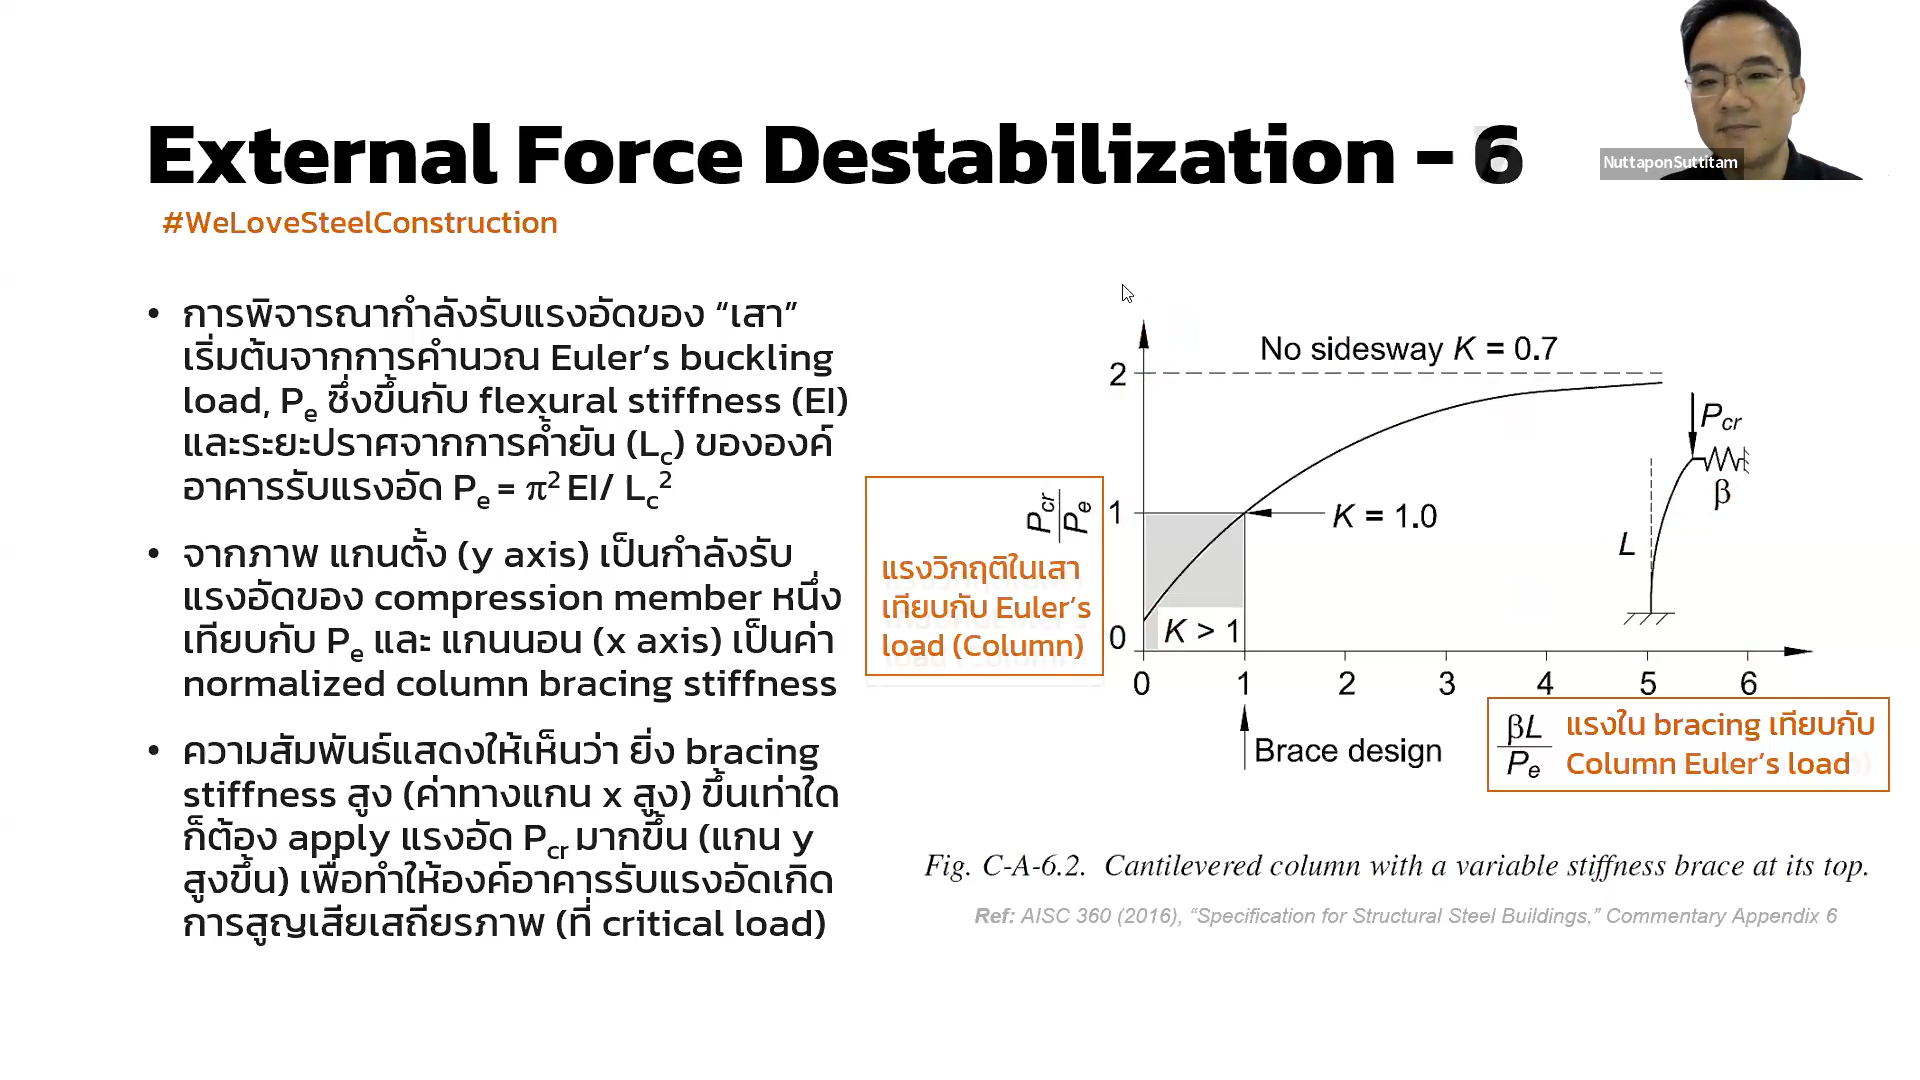 NuttaponSuttitam
External Force Destabilization - 6
#WeLoveSteelConstruction
• การพิจารณากำลังรับแรงอัดของ “เสา”
เริ่มต้นจากการคำนวณ Euler’s buckling
load, Pe ซึ่งขึ้นกับ flexural stiffness (EI)
และระยะปราศจากการค้ำยัน (Lc) ขององค์
อาคารรับแรงอัด Pe = π² EI/ Lc²
• จากภาพ แกนตั้ง (y axis) เป็นกำลังรับ
แรงอัดของ compression member หนึ่ง
เทียบกับ Pe และ แกนนอน (x axis) เป็นค่า
normalized column bracing stiffness
• ความสัมพันธ์แสดงให้เห็นว่า ยิ่ง bracing
stiffness สูง (ค่าทางแกน x สูง) ขึ้นเท่าใด
ก็ต้อง apply แรงอัด Pcr มากขึ้น (แกน y
สูงขึ้น) เพื่อทำให้องค์อาคารรับแรงอัดเกิด
การสูญเสียเสถียรภาพ (ที่ critical load)
No sidesway K = 0.7
2
Pcr
β
L
Pcr
Pe
1
K = 1.0
แรงวิกฤติในเสา
เทียบกับ Euler’s
load (Column)
K > 1
0
0 1 2 3 4 5 6
Brace design
βL
Pe
แรงใน bracing เทียบกับ
Column Euler’s load
Fig. C-A-6.2. Cantilevered column with a variable stiffness brace at its top.
Ref: AISC 360 (2016), “Specification for Structural Steel Buildings,” Commentary Appendix 6